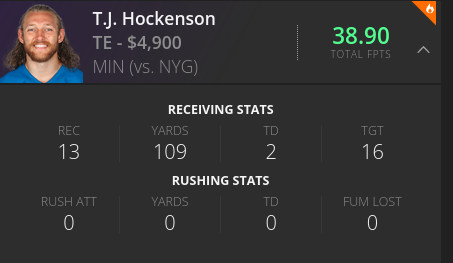 T.J. Hockenson
TE - $4,900
MIN (vs. NYG)
38.90
TOTAL FPTS
RECEIVING STATS
REC YARDS TD TGT
13 109 2 16
RUSHING STATS
RUSH ATT YARDS TD FUM LOST
0 0 0 0